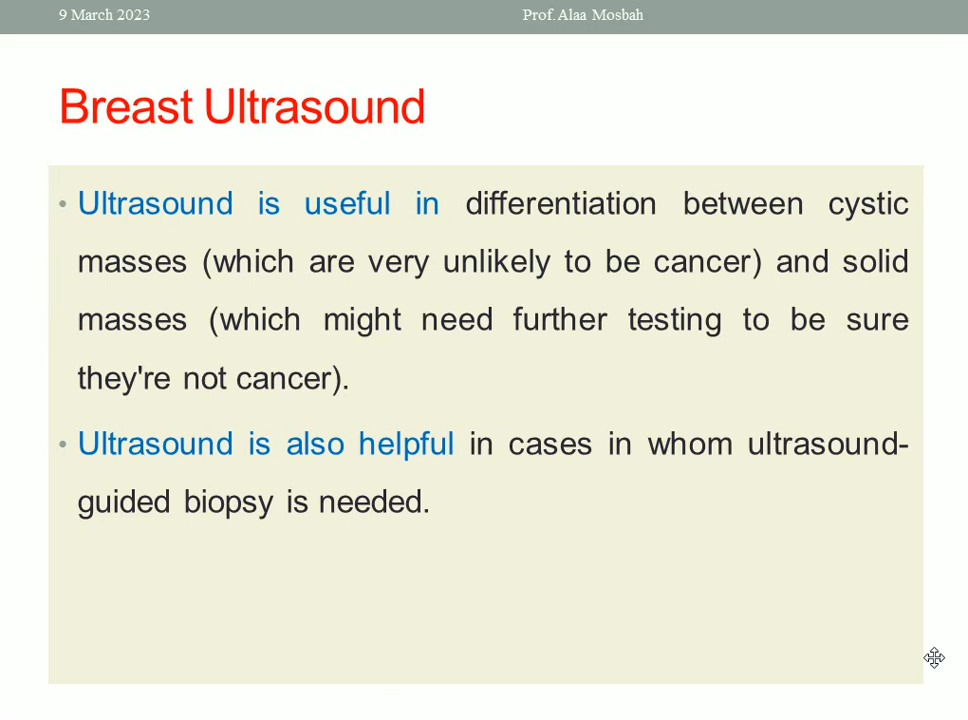 9 March 2023 Prof. Alaa Mosbah
Breast Ultrasound
• Ultrasound is useful in differentiation between cystic
masses (which are very unlikely to be cancer) and solid
masses (which might need further testing to be sure
they're not cancer).
• Ultrasound is also helpful in cases in whom ultrasound-
guided biopsy is needed.